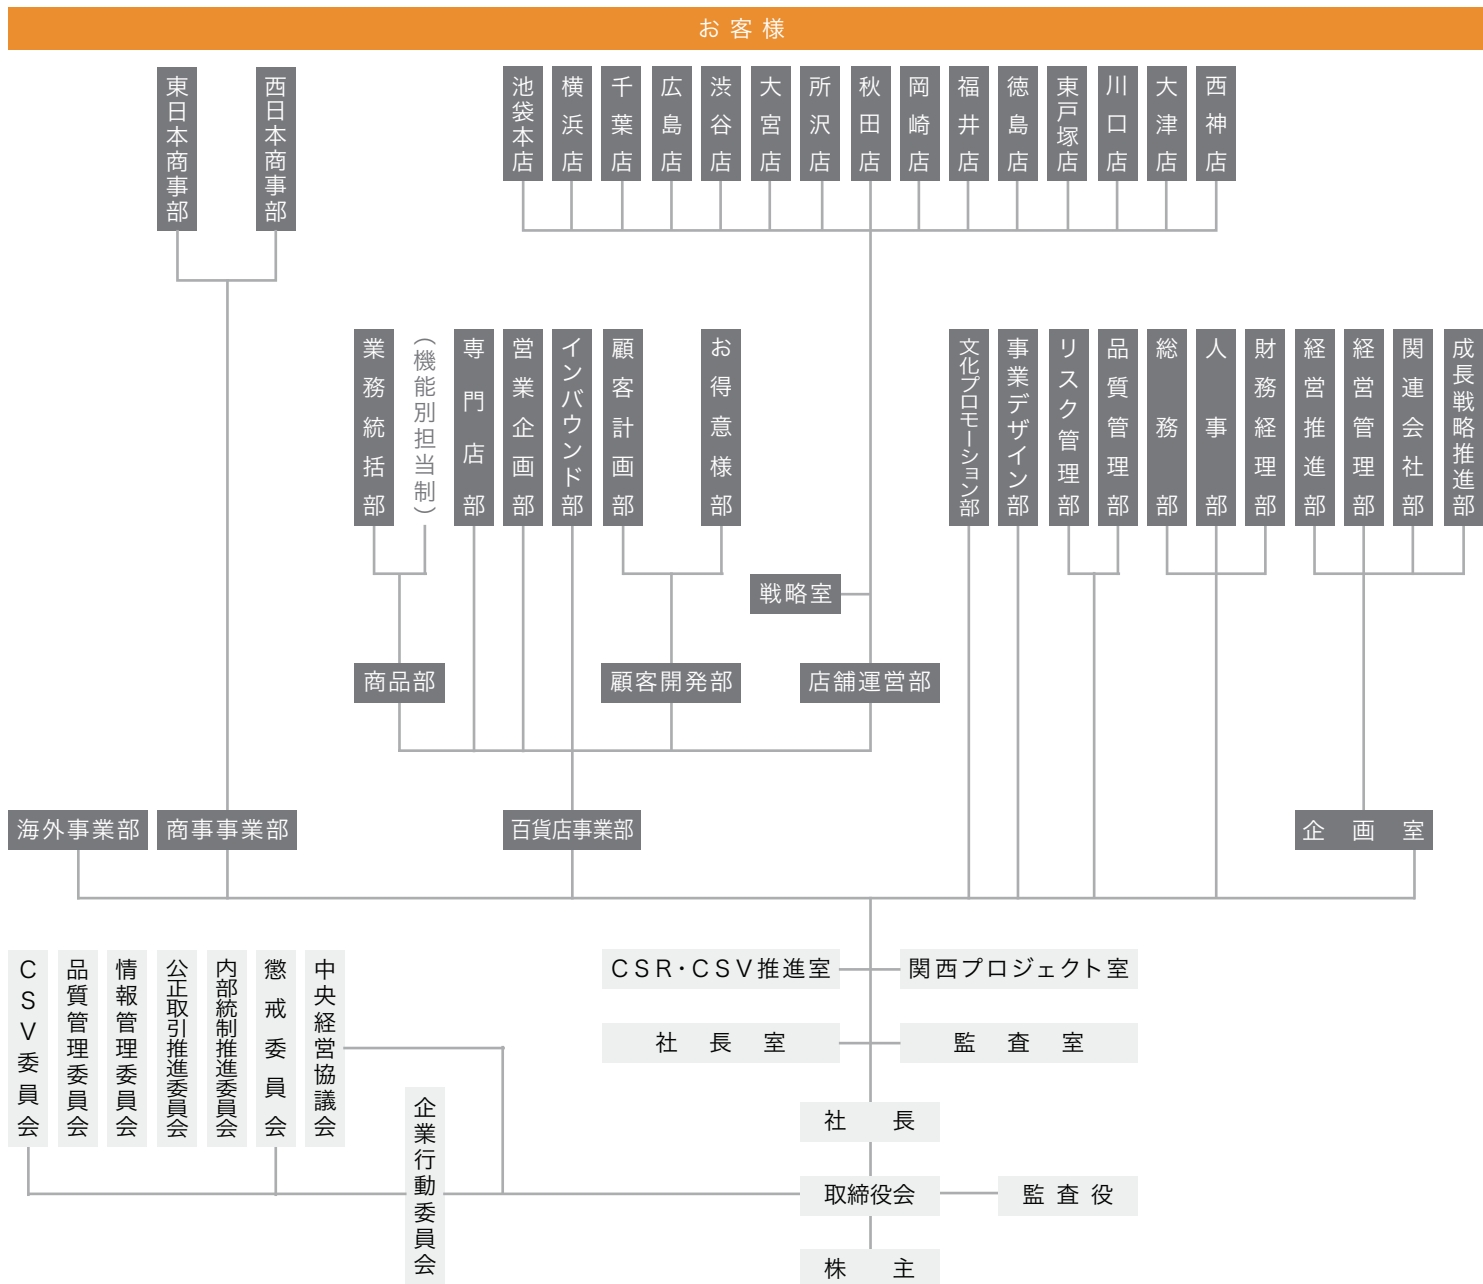 お客様
東日本商事部
西日本商事部
池袋本店
横浜店
千葉店
広島店
渋谷店
大宮店
所沢店
秋田店
岡崎店
福井店
徳島店
東戸塚店
川口店
大津店
西神店
業務統括部
（機能別担当制）
専門店部
営業企画部
インバウンド部
顧客計画部
お得意様部
文化プロモーション部
事業デザイン部
リスク管理部
品質管理部
総務部
人事部
財務経理部
経営推進部
経営管理部
関連会社部
成長戦略推進部
戦略室
商品部
顧客開発部
店舗運営部
海外事業部
商事事業部
百貨店事業部
企画室
CSV委員会
品質管理委員会
情報管理委員会
公正取引推進委員会
内部統制推進委員会
懲戒委員会
中央経営協議会
企業行動委員会
CSR・CSV推進室
関西プロジェクト室
社長室
監査室
社長
取締役会
監査役
株主